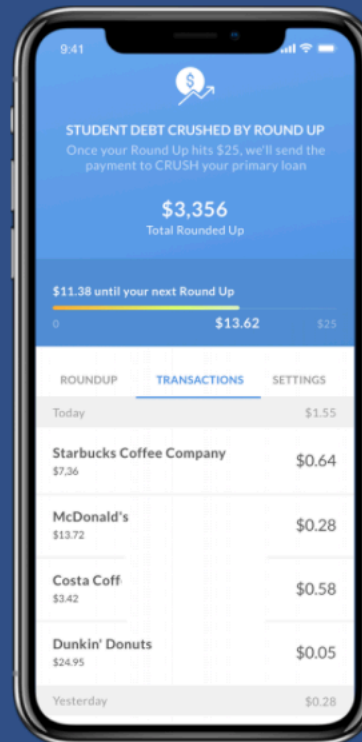 9:41
STUDENT DEBT CRUSHED BY ROUND UP
Once your Round Up hits $25, we'll send the
payment to CRUSH your primary loan
$3,356
Total Rounded Up
$11.38 until your next Round Up
0 $13.62 $25
ROUNDUP TRANSACTIONS SETTINGS
Today $1.55
Starbucks Coffee Company $0.64
$7,36
McDonald's $0.28
$13.72
Costa Coff $0.58
$3.42
Dunkin' Donuts $0.05
$24.95
Yesterday $0.28